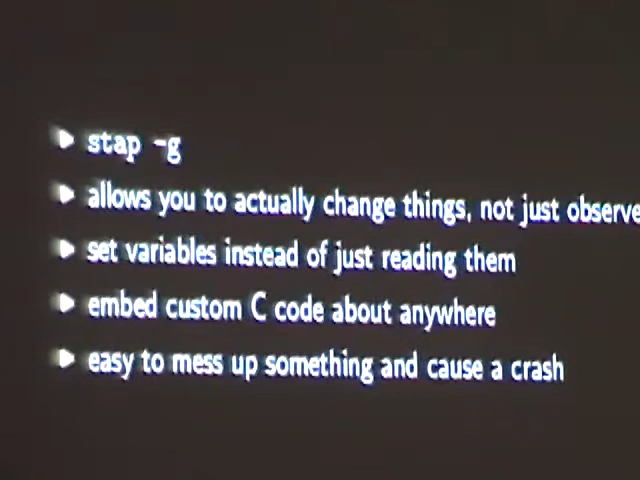 stap -g
allows you to actually change things, not just observe
set variables instead of just reading them
embed custom C code about anywhere
easy to mess up something and cause a crash